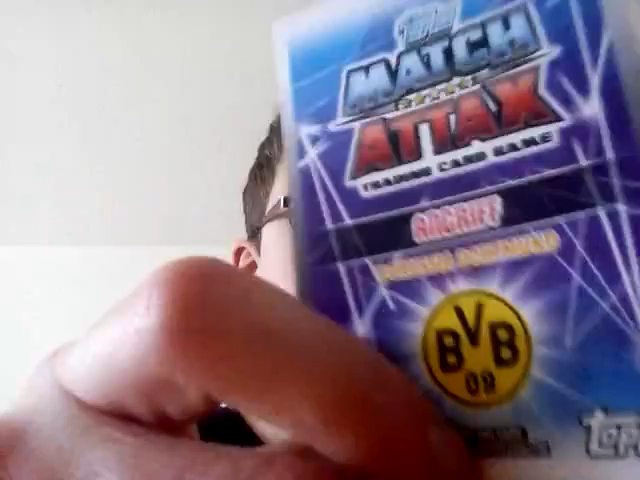 Topps
MATCH
ATTAX
TRADING CARD GAME
ANGRIFF
BORUSSIA DORTMUND
BVB
09
Topps